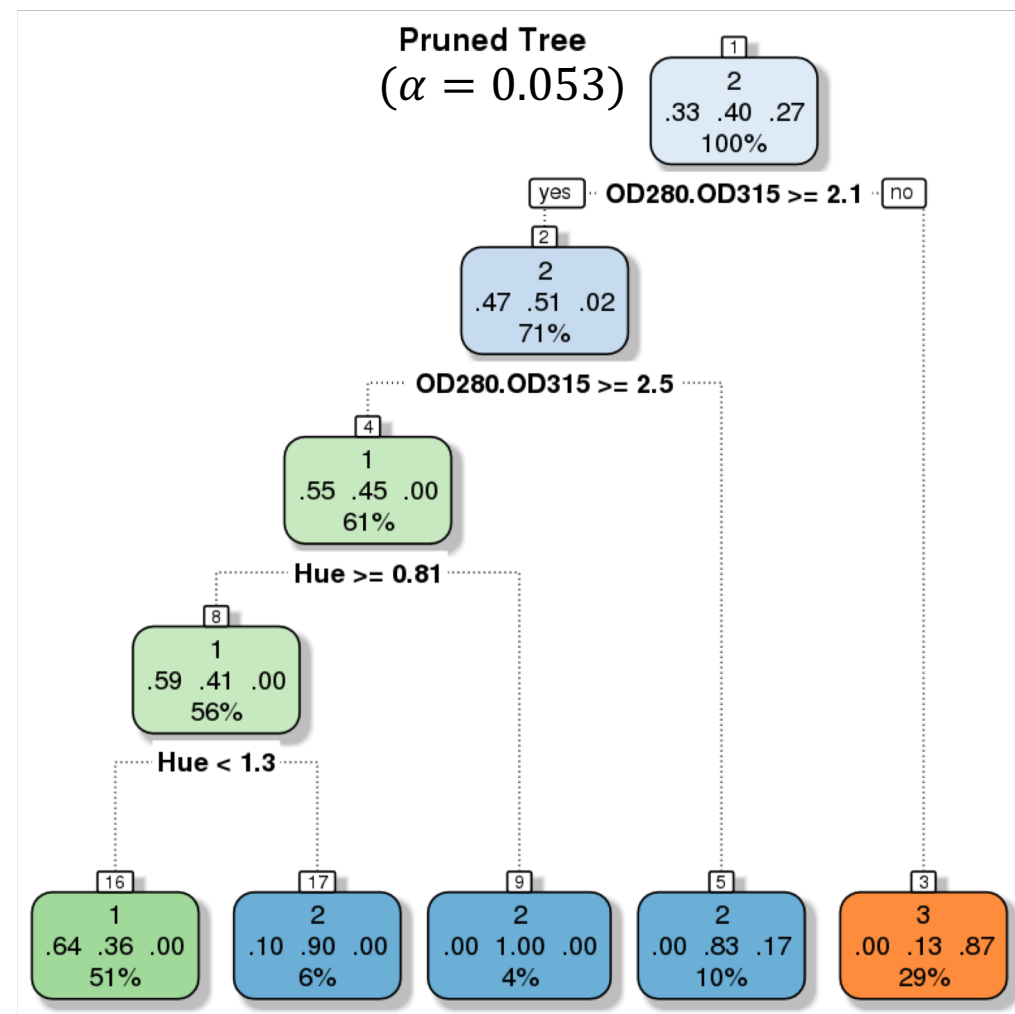 Pruned Tree
(α = 0.053)
1
2
.33 .40 .27
100%
yes OD280.OD315 >= 2.1 no
2
2
.47 .51 .02
71%
OD280.OD315 >= 2.5
4
1
.55 .45 .00
61%
Hue >= 0.81
8
1
.59 .41 .00
56%
Hue < 1.3
16
1
.64 .36 .00
51%
17
2
.10 .90 .00
6%
9
2
.00 1.00 .00
4%
5
2
.00 .83 .17
10%
3
3
.00 .13 .87
29%